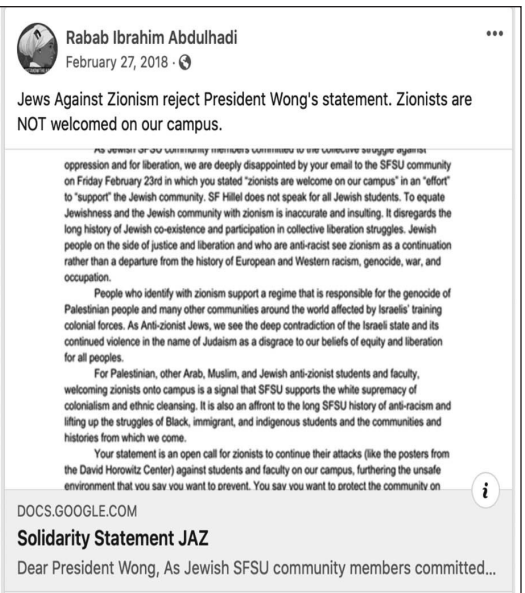 Rabab Ibrahim Abdulhadi
February 27, 2018 ·
Jews Against Zionism reject President Wong's statement. Zionists are
NOT welcomed on our campus.
As Jewish SFSU community members committed to the collective struggle against
oppression and for liberation, we are deeply disappointed by your email to the SFSU community
on Friday February 23rd in which you stated “zionists are welcome on our campus” in an “effort”
to “support” the Jewish community. SF Hillel does not speak for all Jewish students. To equate
Jewishness and the Jewish community with zionism is inaccurate and insulting. It disregards the
long history of Jewish co-existence and participation in collective liberation struggles. Jewish
people on the side of justice and liberation and who are anti-racist see zionism as a continuation
rather than a departure from the history of European and Western racism, genocide, war, and
occupation.
People who identify with zionism support a regime that is responsible for the genocide of
Palestinian people and many other communities around the world affected by Israelis' training
colonial forces. As Anti-zionist Jews, we see the deep contradiction of the Israeli state and its
continued violence in the name of Judaism as a disgrace to our beliefs of equity and liberation
for all peoples.
For Palestinian, other Arab, Muslim, and Jewish anti-zionist students and faculty,
welcoming zionists onto campus is a signal that SFSU supports the white supremacy of
colonialism and ethnic cleansing. It is also an affront to the long SFSU history of anti-racism and
lifting up the struggles of Black, immigrant, and indigenous students and the communities and
histories from which we come.
Your statement is an open call for zionists to continue their attacks (like the posters from
the David Horowitz Center) against students and faculty on our campus, furthering the unsafe
environment that you say you want to prevent. You say you want to protect the community on
i
DOCS.GOOGLE.COM
Solidarity Statement JAZ
Dear President Wong, As Jewish SFSU community members committed...